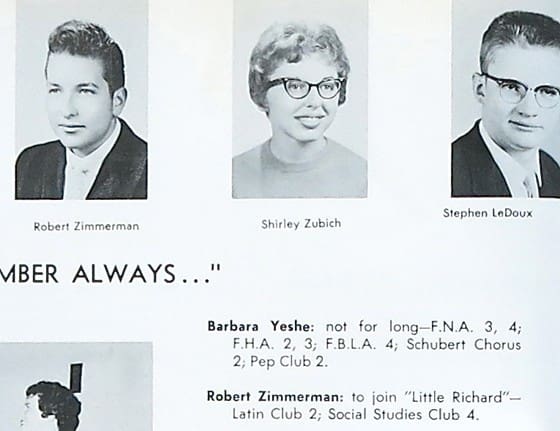 Robert Zimmerman
Shirley Zubich
Stephen LeDoux
MBER ALWAYS..."
Barbara Yeshe: not for long—F.N.A. 3, 4;
F.H.A. 2, 3; F.B.L.A. 4; Schubert Chorus
2; Pep Club 2.
Robert Zimmerman: to join "Little Richard"—
Latin Club 2; Social Studies Club 4.